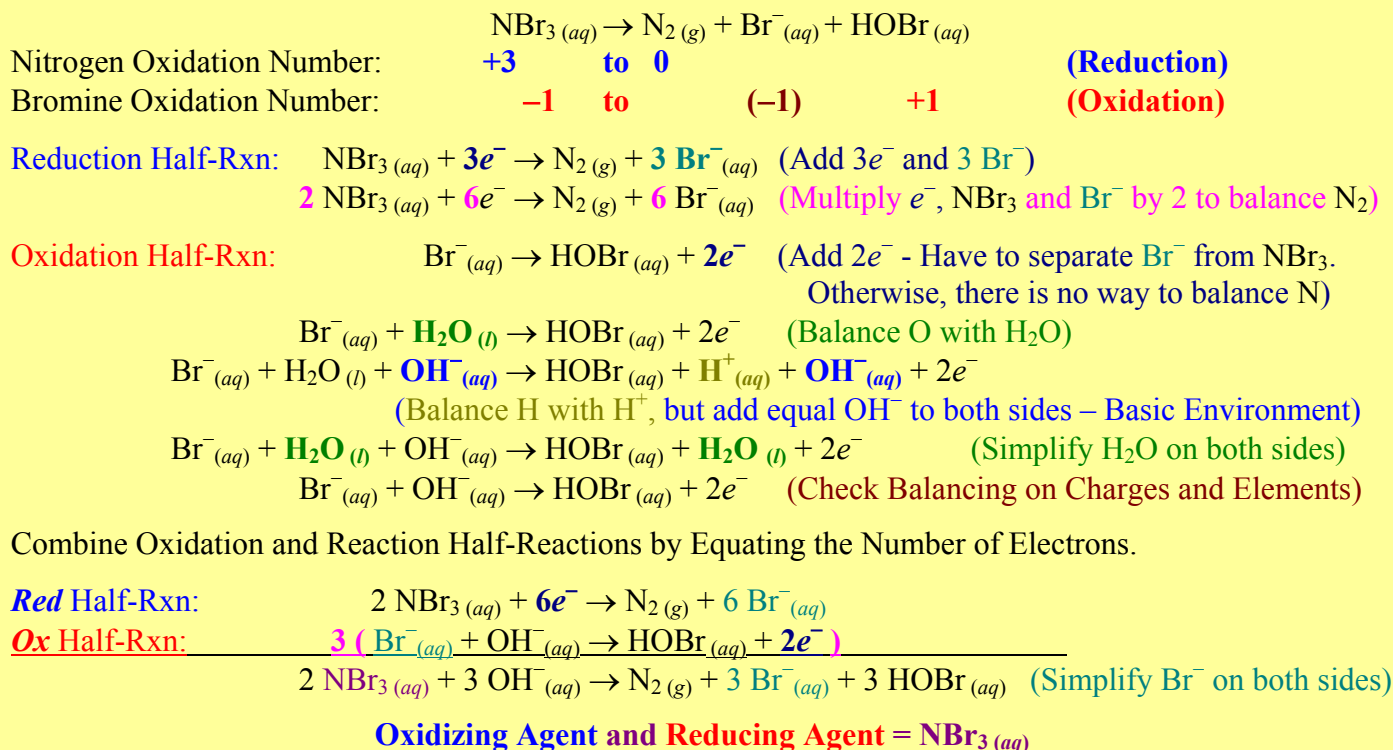 NBr₃ (aq) → N₂ (g) + Br⁻(aq) + HOBr (aq)
Nitrogen Oxidation Number: +3 to 0 (Reduction)
Bromine Oxidation Number: –1 to (–1) +1 (Oxidation)
Reduction Half-Rxn: NBr₃ (aq) + 3e⁻ → N₂ (g) + 3 Br⁻(aq) (Add 3e⁻ and 3 Br⁻)
2 NBr₃ (aq) + 6e⁻ → N₂ (g) + 6 Br⁻(aq) (Multiply e⁻, NBr₃ and Br⁻ by 2 to balance N₂)
Oxidation Half-Rxn: Br⁻(aq) → HOBr (aq) + 2e⁻ (Add 2e⁻ - Have to separate Br⁻ from NBr₃.
Otherwise, there is no way to balance N)
Br⁻(aq) + H₂O (l) → HOBr (aq) + 2e⁻ (Balance O with H₂O)
Br⁻(aq) + H₂O (l) + OH⁻(aq) → HOBr (aq) + H⁺(aq) + OH⁻(aq) + 2e⁻
(Balance H with H⁺, but add equal OH⁻ to both sides – Basic Environment)
Br⁻(aq) + H₂O (l) + OH⁻(aq) → HOBr (aq) + H₂O (l) + 2e⁻ (Simplify H₂O on both sides)
Br⁻(aq) + OH⁻(aq) → HOBr (aq) + 2e⁻ (Check Balancing on Charges and Elements)
Combine Oxidation and Reaction Half-Reactions by Equating the Number of Electrons.
Red Half-Rxn: 2 NBr₃ (aq) + 6e⁻ → N₂ (g) + 6 Br⁻(aq)
Ox Half-Rxn: 3 ( Br⁻(aq) + OH⁻(aq) → HOBr (aq) + 2e⁻ )
2 NBr₃ (aq) + 3 OH⁻(aq) → N₂ (g) + 3 Br⁻(aq) + 3 HOBr (aq) (Simplify Br⁻ on both sides)
Oxidizing Agent and Reducing Agent = NBr₃ (aq)